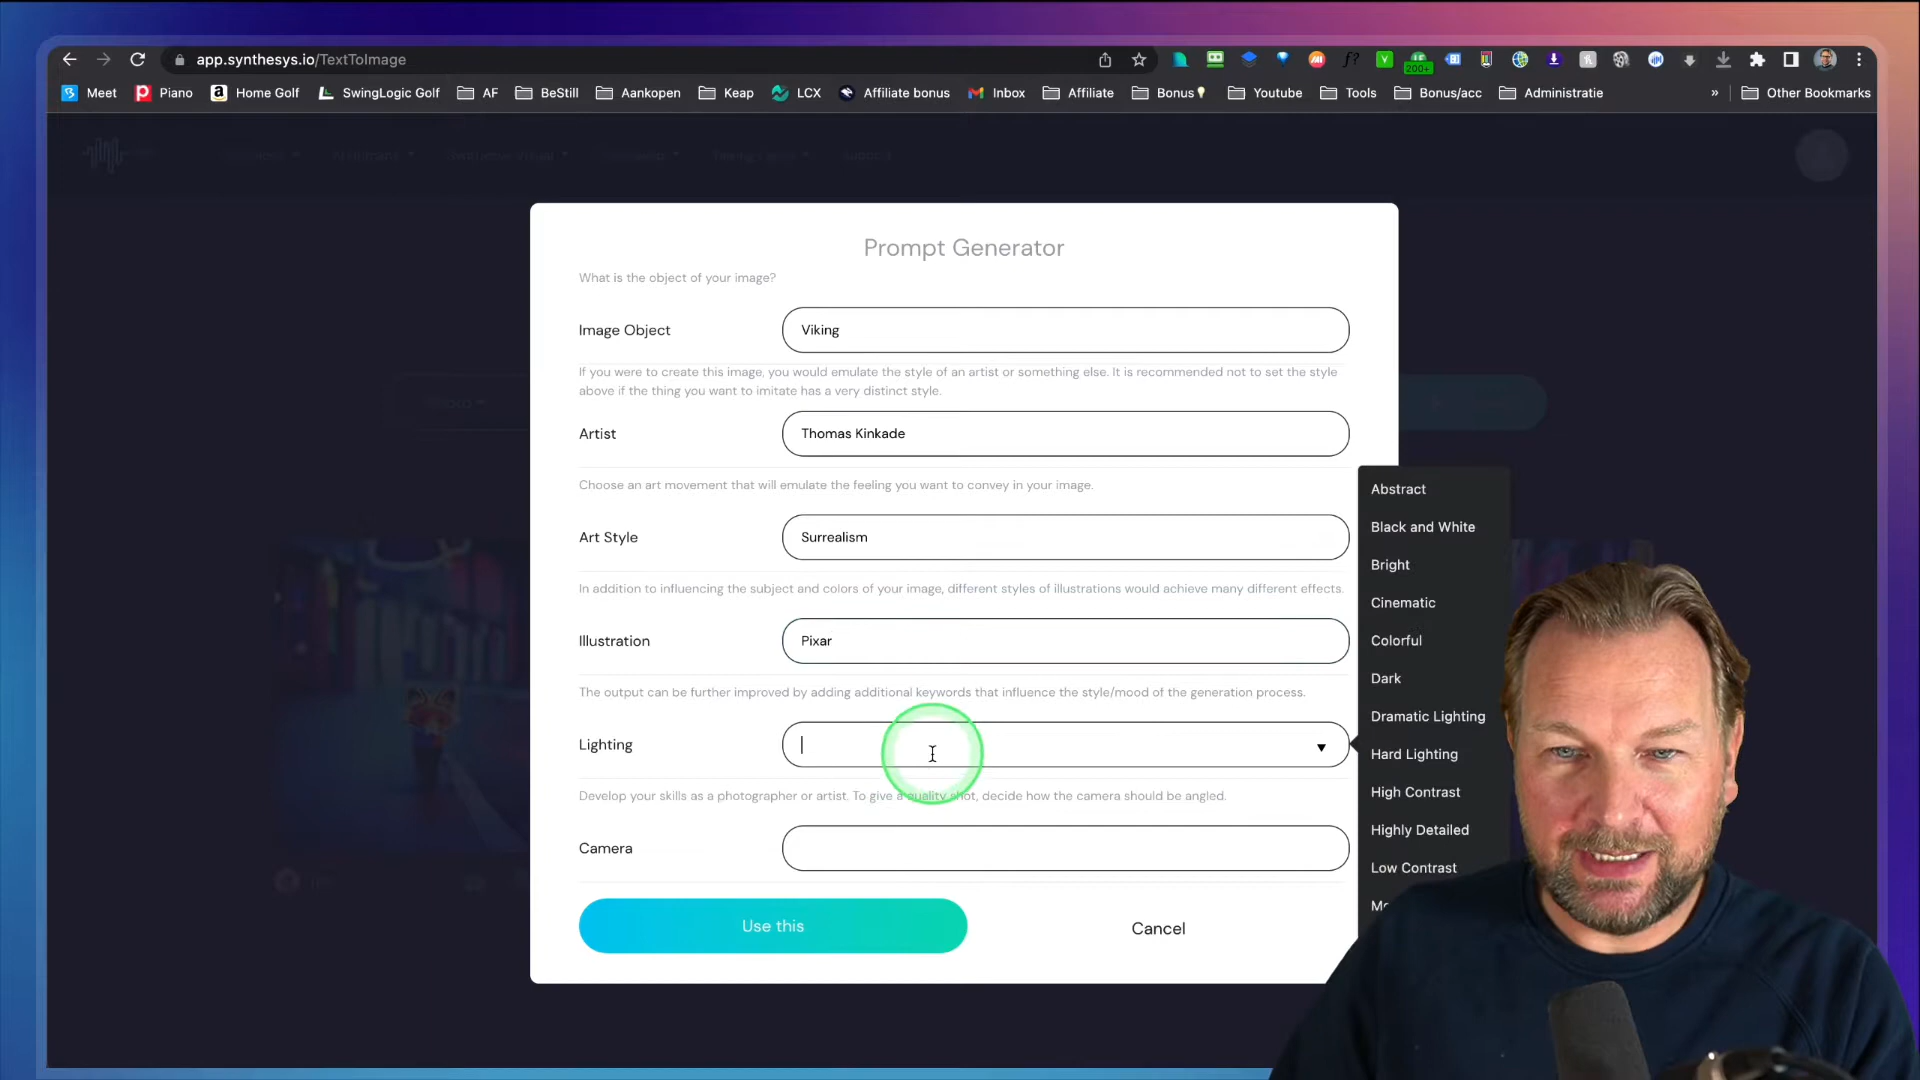 app.synthesys.io/TextToImage
200+
Meet
Piano
Home Golf
SwingLogic Golf
AF
BeStill
Aankopen
Keap
LCX
Affiliate bonus
Inbox
Affiliate
Bonus
Youtube
Tools
Bonus/acc
Administratie
»
Other Bookmarks
Prompt Generator
What is the object of your image?
Image Object
Viking
If you were to create this image, you would emulate the style of an artist or something else. It is recommended not to set the style
above if the thing you want to imitate has a very distinct style.
Artist
Thomas Kinkade
Choose an art movement that will emulate the feeling you want to convey in your image.
Art Style
Surrealism
In addition to influencing the subject and colors of your image, different styles of illustrations would achieve many different effects.
Illustration
Pixar
The output can be further improved by adding additional keywords that influence the style/mood of the generation process.
Lighting
Develop your skills as a photographer or artist. To give a quality shot, decide how the camera should be angled.
Camera
Use this
Cancel
Abstract
Black and White
Bright
Cinematic
Colorful
Dark
Dramatic Lighting
Hard Lighting
High Contrast
Highly Detailed
Low Contrast